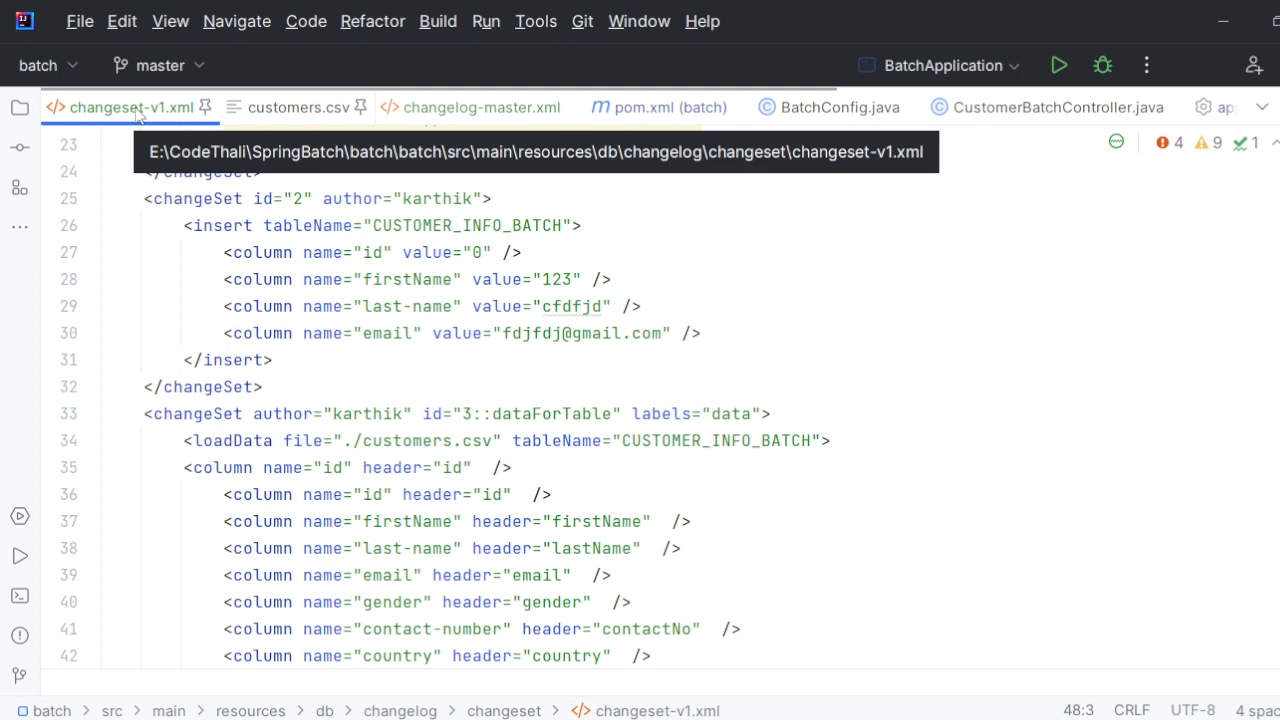 File Edit View Navigate Code Refactor Build Run Tools Git Window Help
batch master BatchApplication
changeset-v1.xml customers.csv changelog-master.xml pom.xml (batch) BatchConfig.java CustomerBatchController.java
E:\CodeThali\SpringBatch\batch\batch\src\main\resources\db\changelog\changeset\changeset-v1.xml
4 9 1
23
24 </changeSet>
25 <changeSet id="2" author="karthik">
26 <insert tableName="CUSTOMER_INFO_BATCH">
27 <column name="id" value="0" />
28 <column name="firstName" value="123" />
29 <column name="last-name" value="cfdfjd" />
30 <column name="email" value="fdjfdj@gmail.com" />
31 </insert>
32 </changeSet>
33 <changeSet author="karthik" id="3::dataForTable" labels="data">
34 <loadData file="./customers.csv" tableName="CUSTOMER_INFO_BATCH">
35 <column name="id" header="id" />
36 <column name="id" header="id" />
37 <column name="firstName" header="firstName" />
38 <column name="last-name" header="lastName" />
39 <column name="email" header="email" />
40 <column name="gender" header="gender" />
41 <column name="contact-number" header="contactNo" />
42 <column name="country" header="country" />
batch > src > main > resources > db > changelog > changeset > changeset-v1.xml 48:3 CRLF UTF-8 4 spac